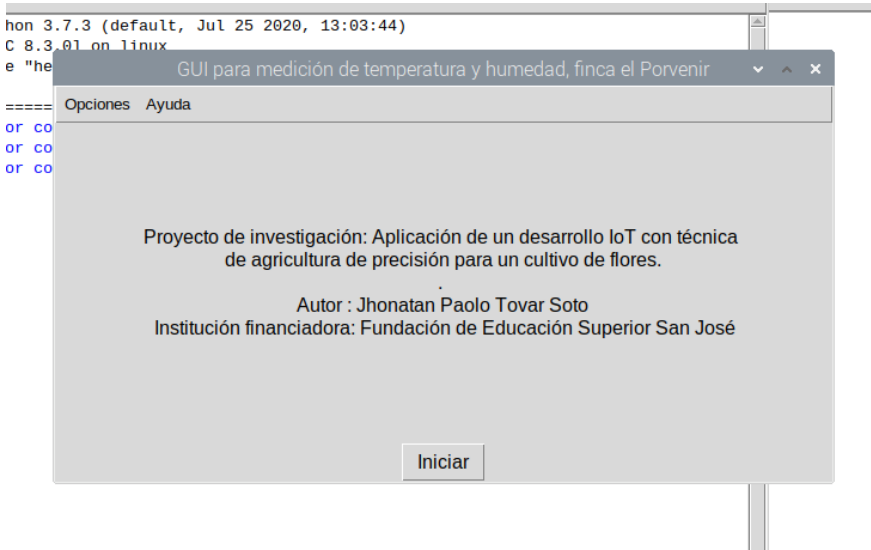 hon 3.7.3 (default, Jul 25 2020, 13:03:44)
C 8.3.0] on linux
e "he
GUI para medición de temperatura y humedad, finca el Porvenir
=====
Opciones Ayuda
or co
or co
or co
Proyecto de investigación: Aplicación de un desarrollo IoT con técnica
de agricultura de precisión para un cultivo de flores.
.
Autor : Jhonatan Paolo Tovar Soto
Institución financiadora: Fundación de Educación Superior San José
Iniciar